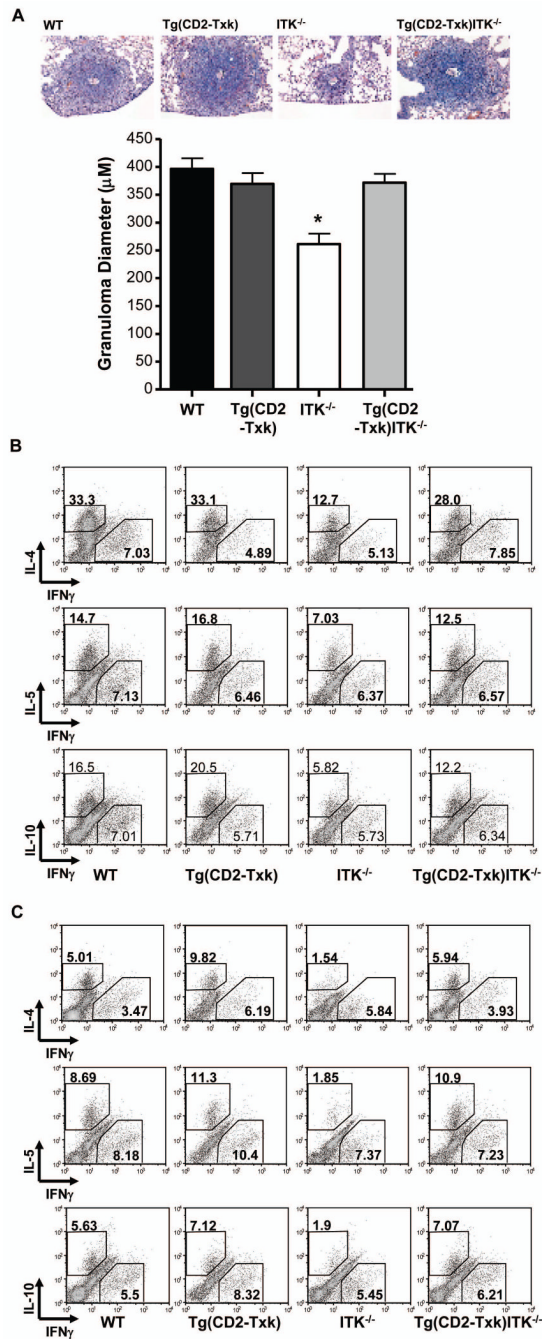 A
WT Tg(CD2-Txk) ITK-/- Tg(CD2-Txk)ITK-/-
Granuloma Diameter (µM)
450
400
350
300
250
200
150
100
50
0
*
WT Tg(CD2 -Txk) ITK-/- Tg(CD2 -Txk)ITK-/-
B
IL-4
IFNγ
33.3 33.1 12.7 28.0
7.03 4.89 5.13 7.85
IL-5
IFNγ
14.7 16.8 7.03 12.5
7.13 6.46 6.37 6.57
IL-10
IFNγ
16.5 20.5 5.82 12.2
7.01 5.71 5.73 6.34
WT Tg(CD2-Txk) ITK-/- Tg(CD2-Txk)ITK-/-
C
IL-4
IFNγ
5.01 9.82 1.54 5.94
3.47 6.19 5.84 3.93
IL-5
IFNγ
8.69 11.3 1.85 10.9
8.18 10.4 7.37 7.23
IL-10
IFNγ
5.63 7.12 1.9 7.07
5.5 8.32 5.45 6.21
WT Tg(CD2-Txk) ITK-/- Tg(CD2-Txk)ITK-/-